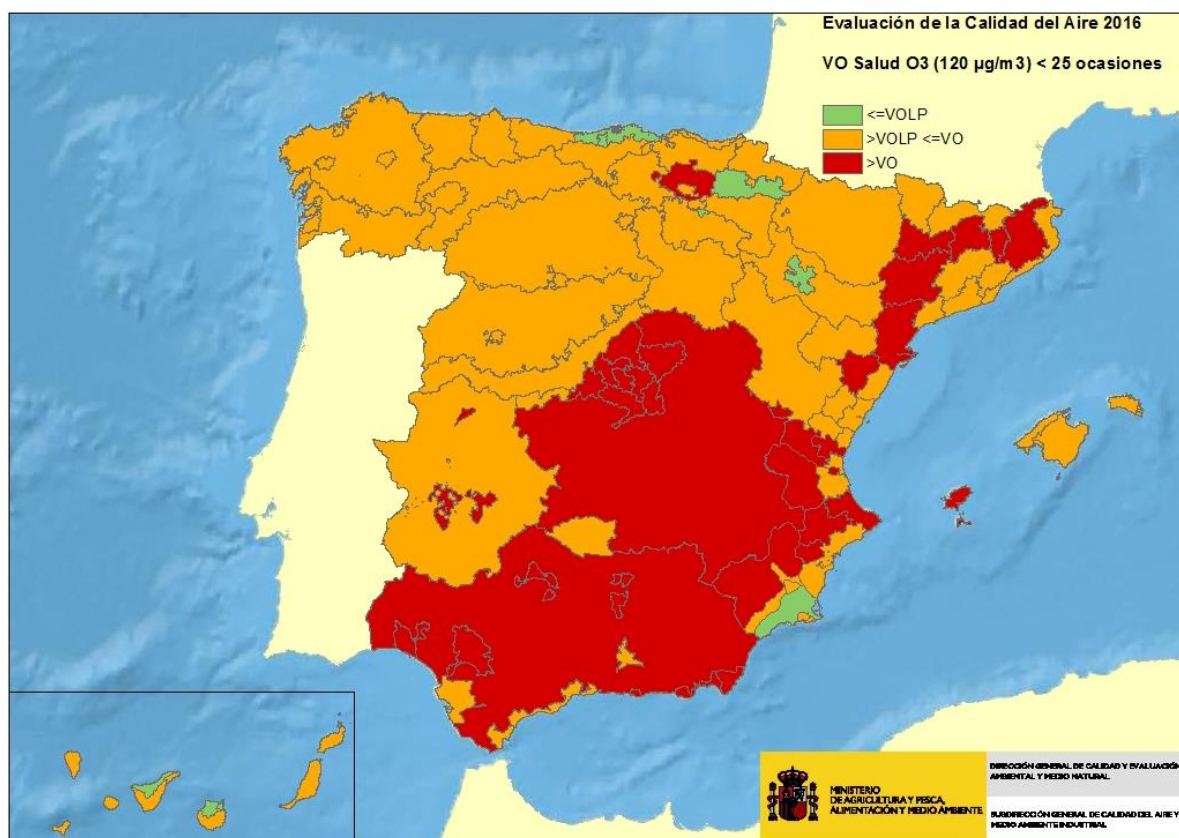 Evaluación de la Calidad del Aire 2016
VO Salud O3 (120 µg/m3) < 25 ocasiones
<=VOLP
>VOLP <=VO
>VO
MINISTERIO
DE AGRICULTURA Y PESCA,
ALIMENTACIÓN Y MEDIO AMBIENTE
DIRECCIÓN GENERAL DE CALIDAD Y EVALUACIÓN
AMBIENTAL Y MEDIO NATURAL
SUBDIRECCIÓN GENERAL DE CALIDAD DEL AIRE Y
MEDIO AMBIENTE INDUSTRIAL